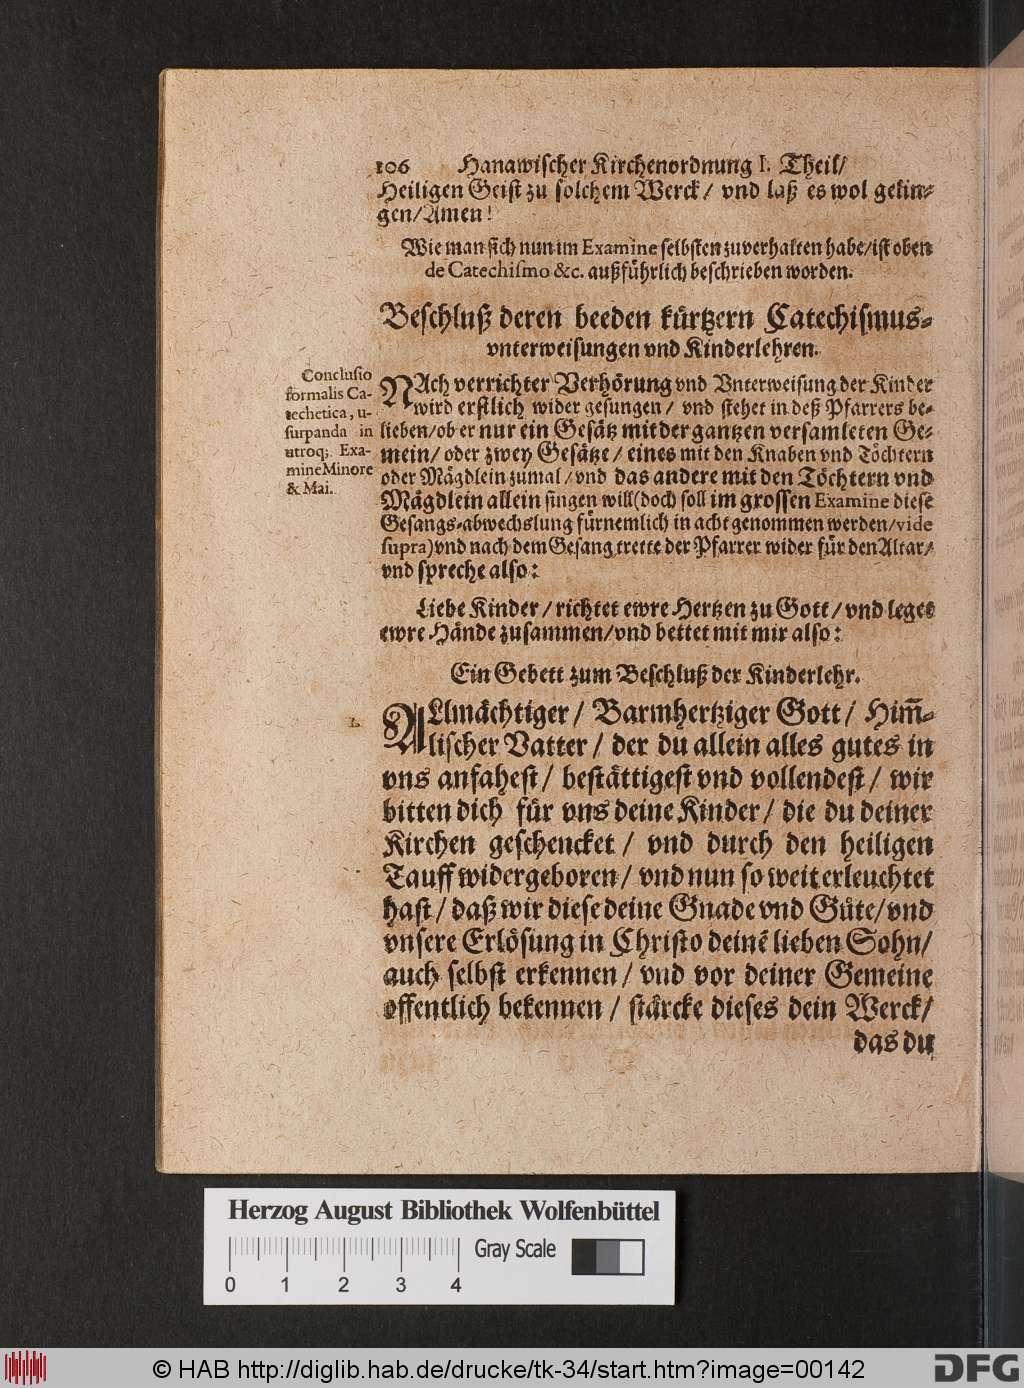 106 Hanawischer Kirchenordnung I. Theil/
Heiligen Geist zu solchem Werck/ vnd laß es wol gelin-
gen/Amen!
Wie man sich nun im Examine selbsten zuverhalten habe/ist oben
de Catechismo &c. außführlich beschrieben worden.
Beschluß deren beeden kürtzern Catechismus-
vnterweisungen vnd Kinderlehren.
Conclusio
formalis Ca-
techetica, u-
surpanda in
utroq; Exa-
mine Minore
& Mai.
NAch verrichter Verhörung vnd Vnterweisung der Kinder
wird erstlich wider gesungen/ vnd stehet in deß Pfarrers be-
lieben/ob er nur ein Gesätz mit der gantzen versamleten Ge-
mein/ oder zwey Gesätze/ eines mit den Knaben vnd Töchtern
oder Mägdlein zumal/vnd das andere mit den Töchtern vnd
Mägdlein allein singen will(doch soll im grossen Examine diese
Gesangs-abwechslung fürnemlich in acht genommen werden/vide
supra)vnd nach dem Gesang trette der Pfarrer wider für den Altar/
vnd spreche also:
Liebe Kinder/richtet ewre Hertzen zu Gott/vnd leget
ewre Hände zusammen/vnd bettet mit mir also:
Ein Gebett zum Beschluß der Kinderlehr.
1.
ALlmächtiger/ Barmhertziger Gott/ Him̄-
lischer Vatter/ der du allein alles gutes in
vns anfahest/ bestättigest vnd vollendest/ wir
bitten dich für vns deine Kinder/ die du deiner
Kirchen geschencket/ vnd durch den heiligen
Tauff widergeboren/ vnd nun so weit erleuchtet
hast/ daß wir diese deine Gnade vnd Güte/vnd
vnsere Erlösung in Christo deinē lieben Sohn/
auch selbst erkennen/ vnd vor deiner Gemeine
offentlich bekennen/ stärcke dieses dein Werck/
das du
Herzog August Bibliothek Wolfenbüttel
Gray Scale
0 1 2 3 4
© HAB http://diglib.hab.de/drucke/tk-34/start.htm?image=00142
DFG